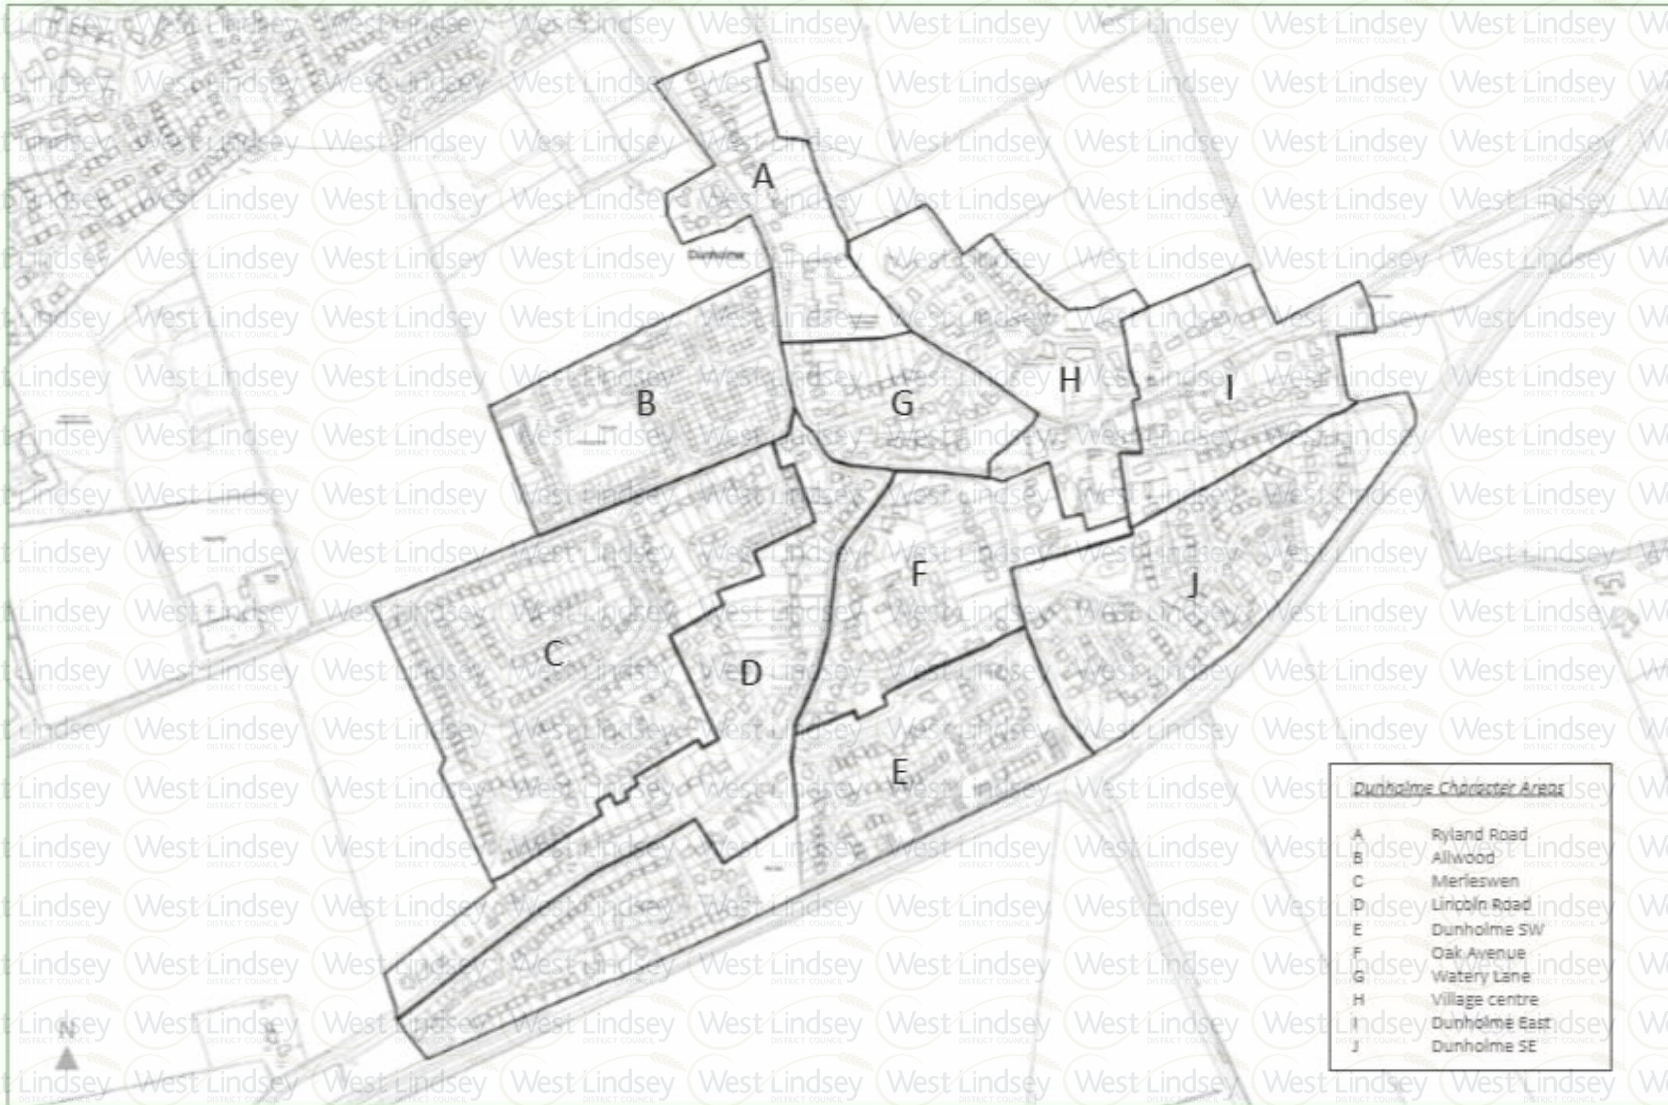 A
Dunholme
B
H
I
G
F
J
C
D
E
N
Dunholme Character Areas
A Ryland Road
B Allwood
C Merleswen
D Lincoln Road
E Dunholme SW
F Oak Avenue
G Watery Lane
H Village centre
I Dunholme East
J Dunholme SE
West Lindsey
DISTRICT COUNCIL